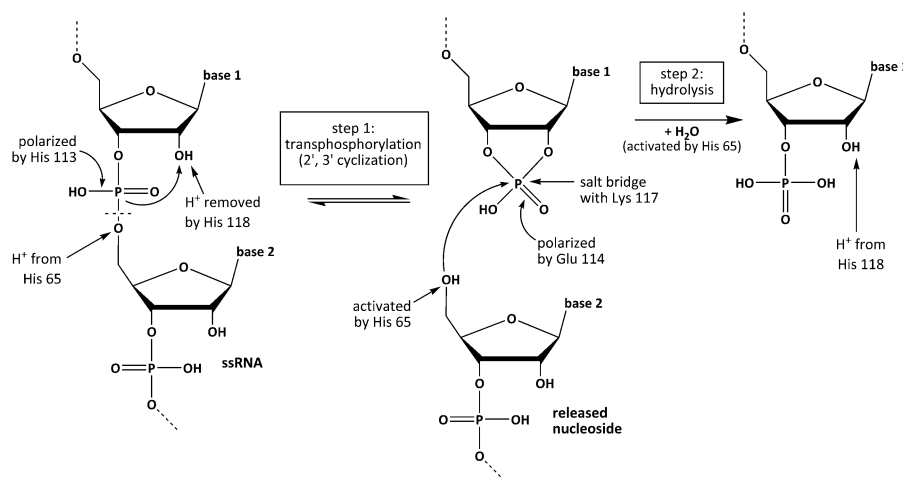 O
base 1
O
polarized
by His 113
O
OH
HO
P
O
H⁺ removed
by His 118
O
H⁺ from
His 65
base 2
O
O
OH
O
P
OH
ssRNA
O
step 1:
transphosphorylation
(2', 3' cyclization)
O
base 1
O
O
O
P
salt bridge
with Lys 117
HO
O
polarized
by Glu 114
OH
activated
by His 65
base 2
O
O
OH
O
P
OH
released
nucleoside
O
step 2:
hydrolysis
+ H₂O
(activated by His 65)
O
base
O
O
OH
HO
P
OH
O
H⁺ from
His 118